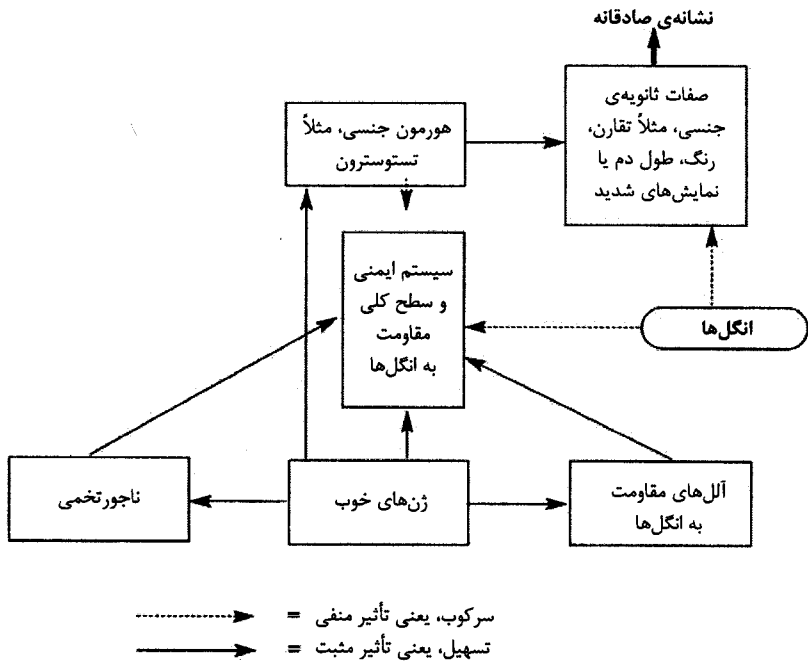 نشانه‌ی صادقانه
صفات ثانویه‌ی
جنسی، مثلاً تقارن،
رنگ، طول دم یا
نمایش‌های شدید
هورمون جنسی، مثلاً
تستوسترون
سیستم ایمنی
و سطح کلی
مقاومت
به انگل‌ها
انگل‌ها
آلل‌های مقاومت
به انگل‌ها
ژن‌های خوب
ناجورتخمی
سرکوب، یعنی تأثیر منفی =
تسهیل، یعنی تأثیر مثبت =